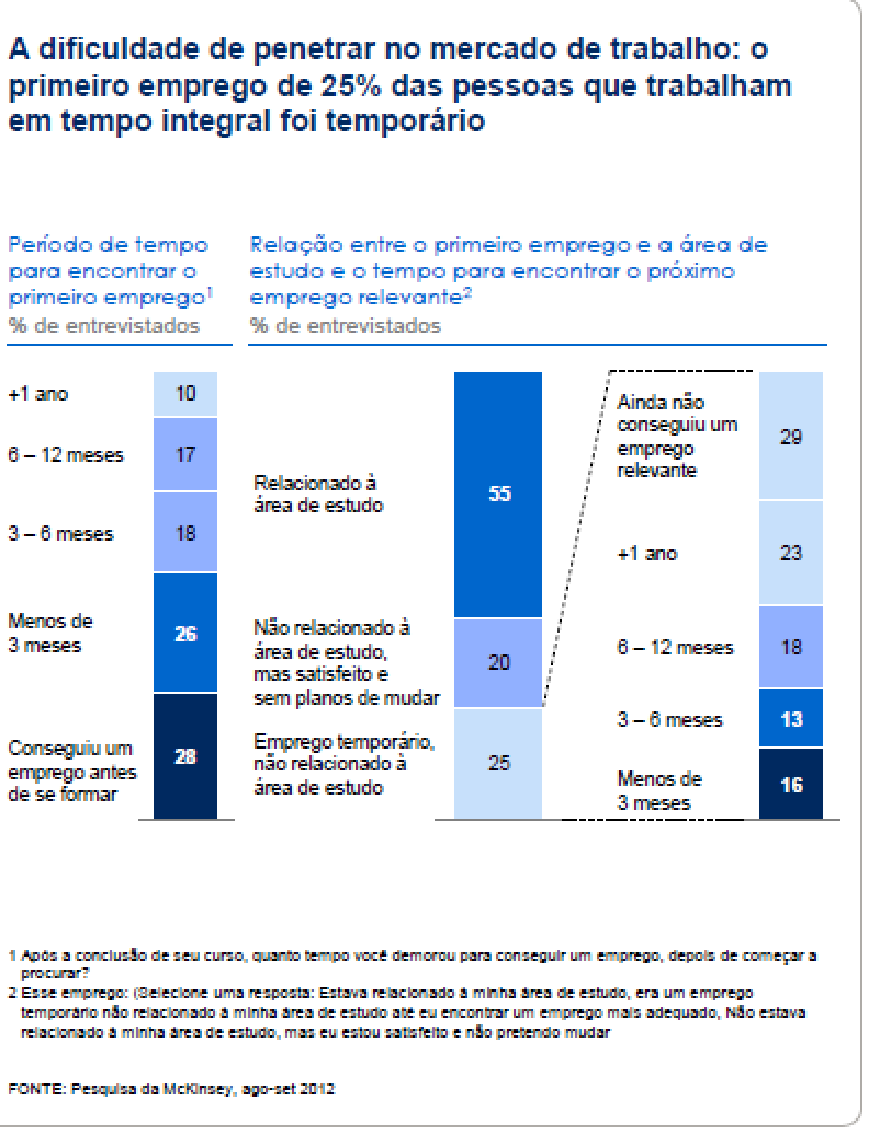 A dificuldade de penetrar no mercado de trabalho: o
primeiro emprego de 25% das pessoas que trabalham
em tempo integral foi temporário
Período de tempo
para encontrar o
primeiro emprego¹
% de entrevistados
+1 ano
10
6 – 12 meses
17
3 – 6 meses
18
Menos de
3 meses
26
Conseguiu um
emprego antes
de se formar
28
Relação entre o primeiro emprego e a área de
estudo e o tempo para encontrar o próximo
emprego relevante²
% de entrevistados
Relacionado à
área de estudo
55
Não relacionado à
área de estudo,
mas satisfeito e
sem planos de mudar
20
Emprego temporário,
não relacionado à
área de estudo
25
Ainda não
conseguiu um
emprego
relevante
29
+1 ano
23
6 – 12 meses
18
3 – 6 meses
13
Menos de
3 meses
16
1 Após a conclusão de seu curso, quanto tempo você demorou para conseguir um emprego, depois de começar a
procurar?
2 Esse emprego: (Selecione uma resposta: Estava relacionado à minha área de estudo, era um emprego
temporário não relacionado à minha área de estudo até eu encontrar um emprego mais adequado, Não estava
relacionado à minha área de estudo, mas eu estou satisfeito e não pretendo mudar
FONTE: Pesquisa da McKinsey, ago-set 2012